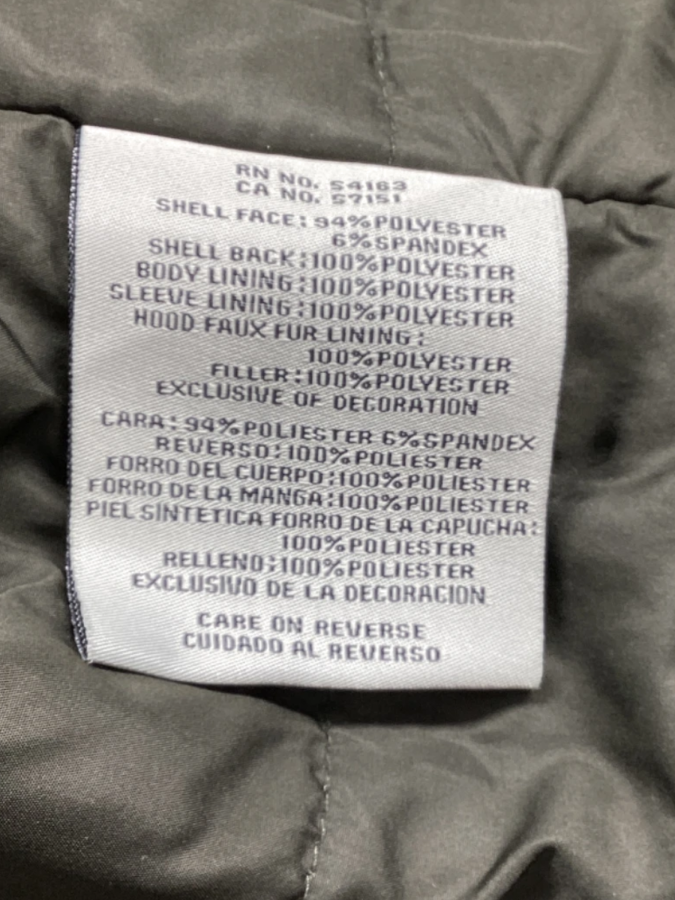 RN NO. 54163
CA NO. 57151
SHELL FACE: 94%POLYESTER
6%SPANDEX
SHELL BACK:100%POLYESTER
BODY LINING:100%POLYESTER
SLEEVE LINING:100%POLYESTER
HOOD FAUX FUR LINING:
100%POLYESTER
FILLER:100%POLYESTER
EXCLUSIVE OF DECORATION
CARA: 94%POLIESTER 6%SPANDEX
REVERSO:100%POLIESTER
FORRO DEL CUERPO:100%POLIESTER
FORRO DE LA MANGA:100%POLIESTER
PIEL SINTETICA FORRO DE LA CAPUCHA:
100%POLIESTER
RELLENO:100%POLIESTER
EXCLUSIVO DE LA DECORACION
CARE ON REVERSE
CUIDADO AL REVERSO